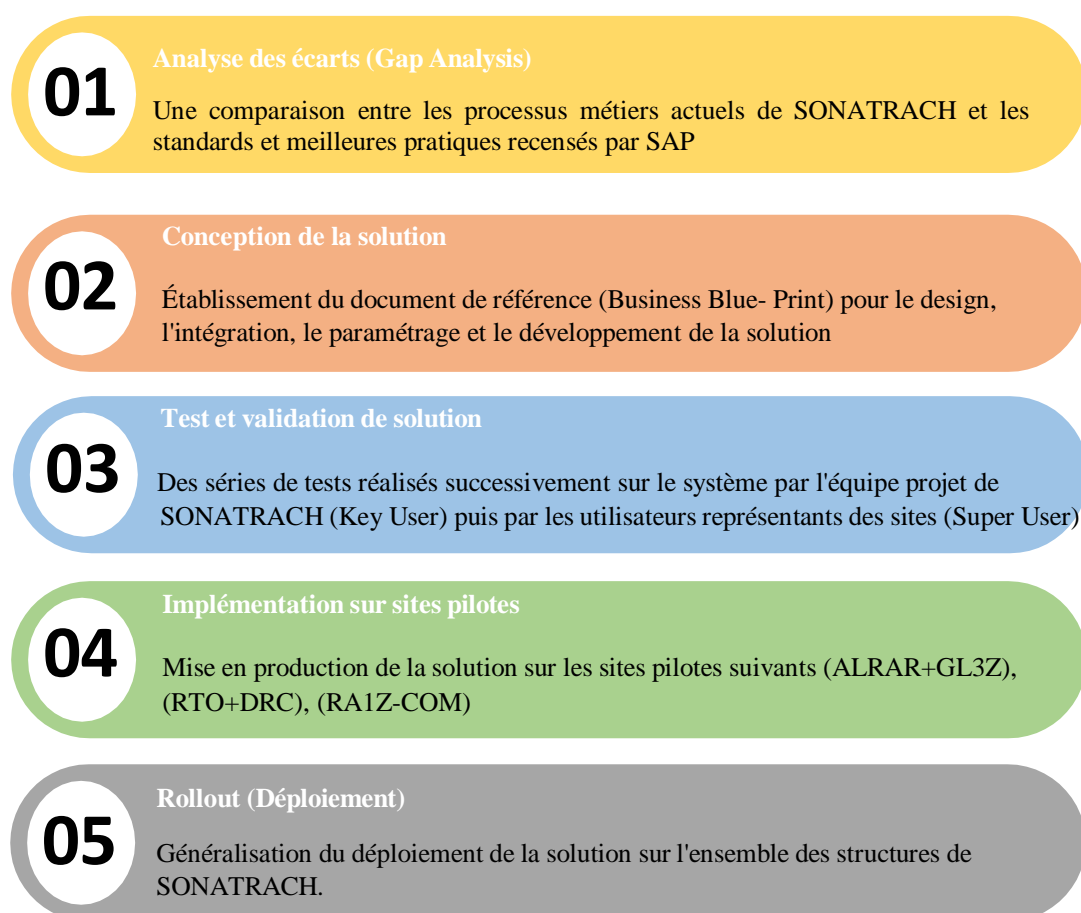 01
Analyse des écarts (Gap Analysis)
Une comparaison entre les processus métiers actuels de SONATRACH et les
standards et meilleures pratiques recensés par SAP
02
Conception de la solution
Établissement du document de référence (Business Blue- Print) pour le design,
l'intégration, le paramétrage et le développement de la solution
03
Test et validation de solution
Des séries de tests réalisés successivement sur le système par l'équipe projet de
SONATRACH (Key User) puis par les utilisateurs représentants des sites (Super User)
04
Implémentation sur sites pilotes
Mise en production de la solution sur les sites pilotes suivants (ALRAR+GL3Z),
(RTO+DRC), (RA1Z-COM)
05
Rollout (Déploiement)
Généralisation du déploiement de la solution sur l'ensemble des structures de
SONATRACH.